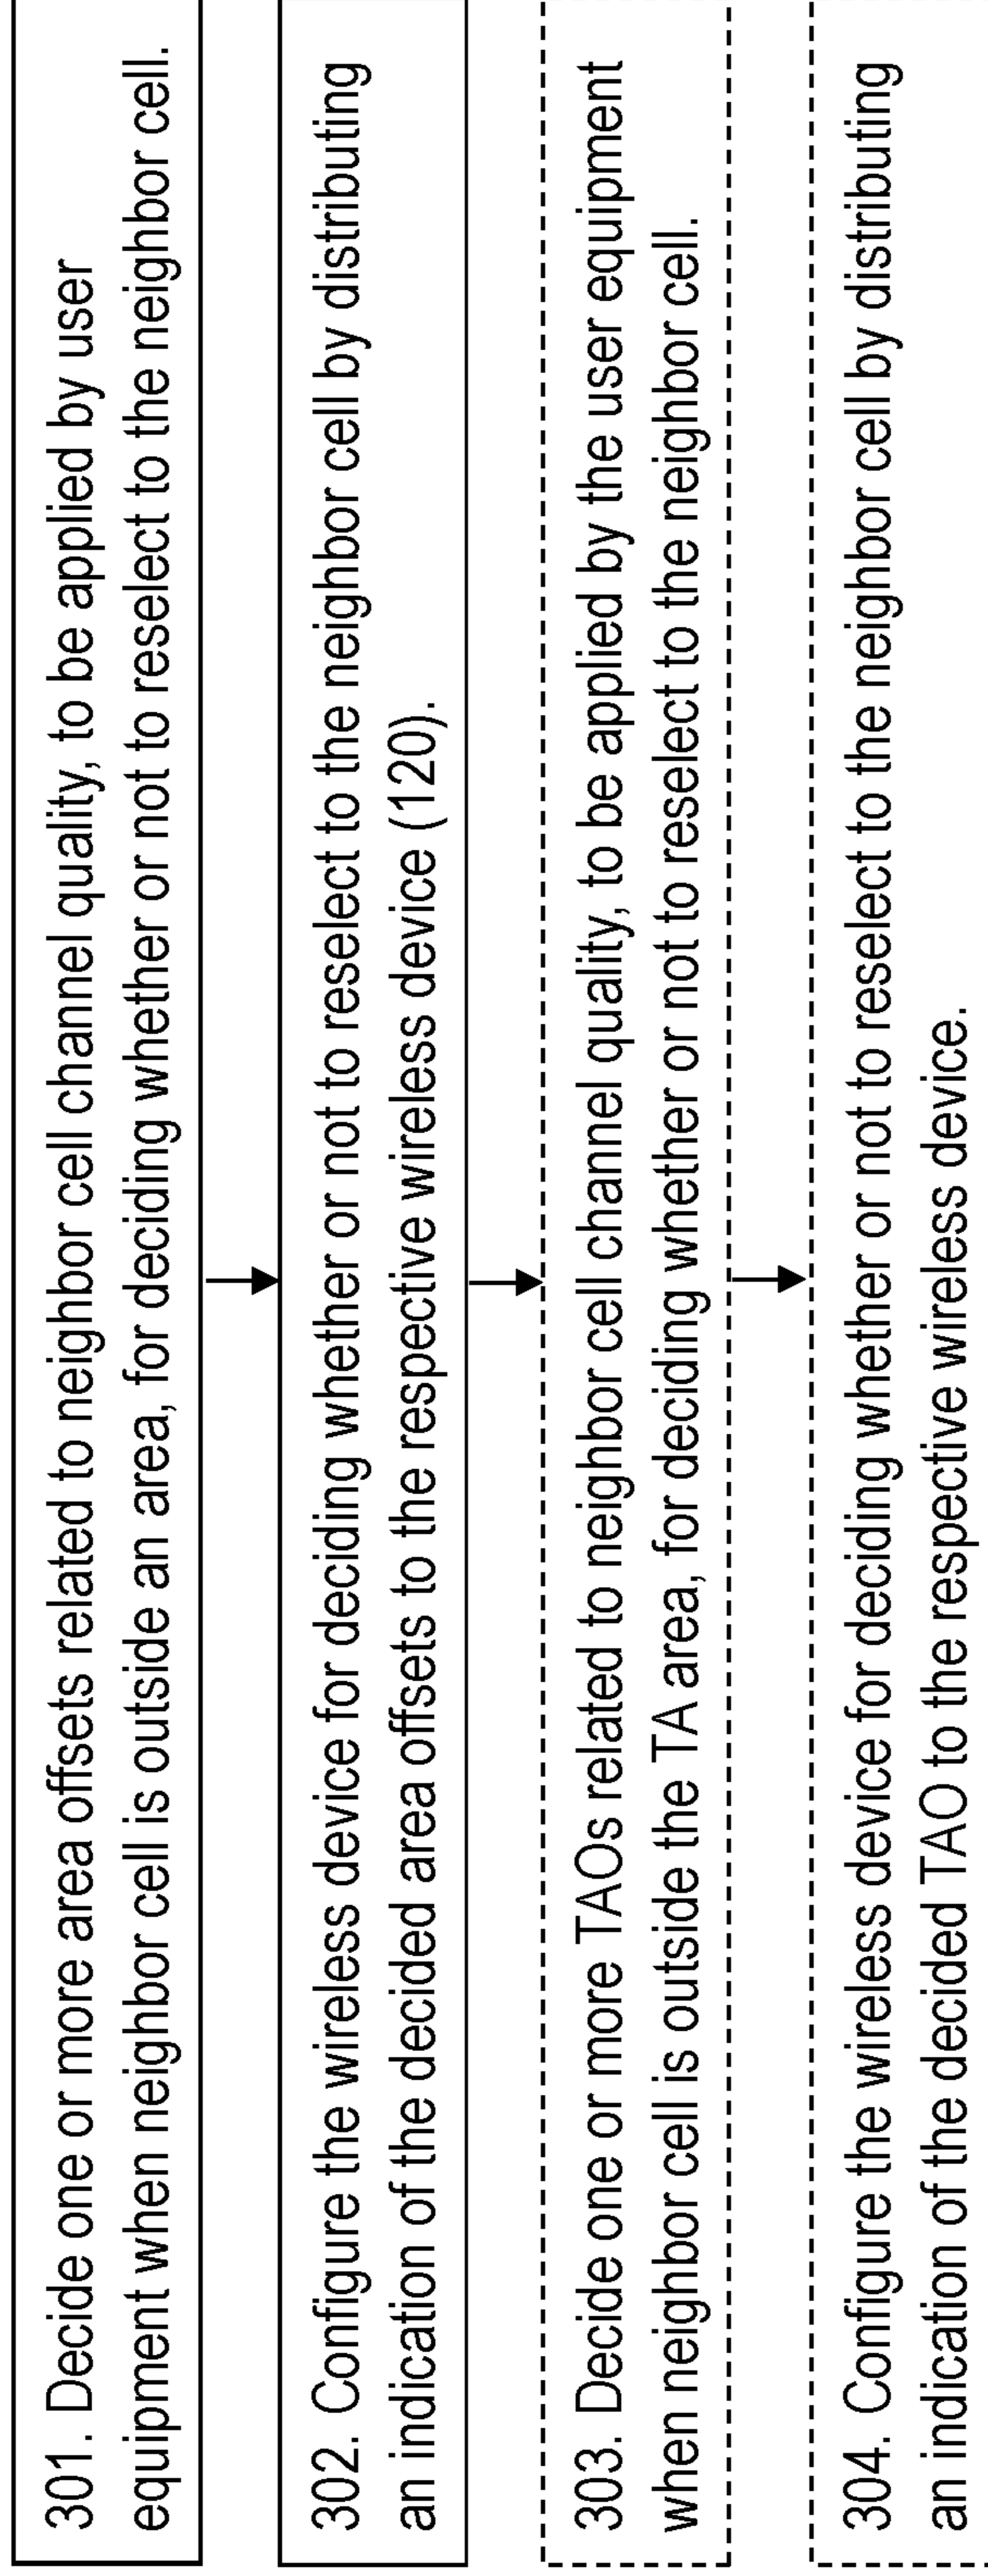 301. Decide one or more area offsets related to neighbor cell channel quality, to be applied by user
equipment when neighbor cell is outside an area, for deciding whether or not to reselect to the neighbor cell.
302. Configure the wireless device for deciding whether or not to reselect to the neighbor cell by distributing
an indication of the decided area offsets to the respective wireless device (120).
303. Decide one or more TAOs related to neighbor cell channel quality, to be applied by the user equipment
when neighbor cell is outside the TA area, for deciding whether or not to reselect to the neighbor cell.
304. Configure the wireless device for deciding whether or not to reselect to the neighbor cell by distributing
an indication of the decided TAO to the respective wireless device.